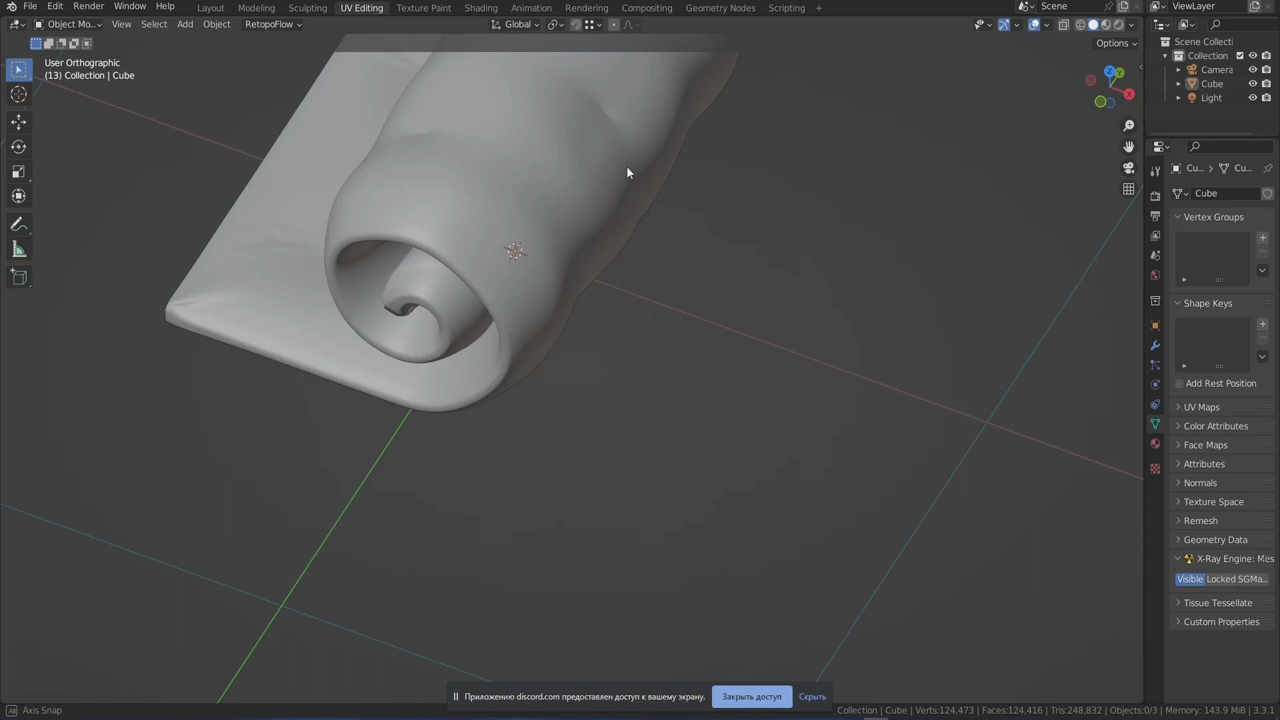 File Edit Render Window Help Layout Modeling Sculpting UV Editing Texture Paint Shading Animation Rendering Compositing Geometry Nodes Scripting + Scene ViewLayer
Object Mo... View Select Add Object RetopoFlow Global
Options
Scene Collecti
Collection
Camera
Cube
Light
User Orthographic
(13) Collection | Cube
Z
Y
X
Cu... Cu...
Cube
Vertex Groups
Shape Keys
Add Rest Position
UV Maps
Color Attributes
Face Maps
Attributes
Normals
Texture Space
Remesh
Geometry Data
X-Ray Engine: Mes
Visible Locked SGMa...
Tissue Tessellate
Custom Properties
Приложению discord.com предоставлен доступ к вашему экрану. Закрыть доступ Скрыть
Axis Snap
Collection | Cube Verts:124,473 | Faces:124,416 | Tris:248,832 | Objects:0/3 | Memory: 143.9 MiB | 3.3.1